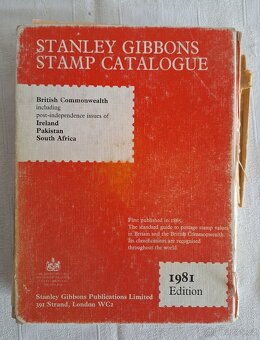 STANLEY GIBBONS
STAMP CATALOGUE
British Commonwealth
including
post-independence issues of
Ireland
Pakistan
South Africa
First published in 1865.
The standard guide to postage stamp values
in Britain and the British Commonwealth.
Its classifications are recognised
throughout the world.
1981
Edition
Stanley Gibbons Publications Limited
391 Strand, London WC2